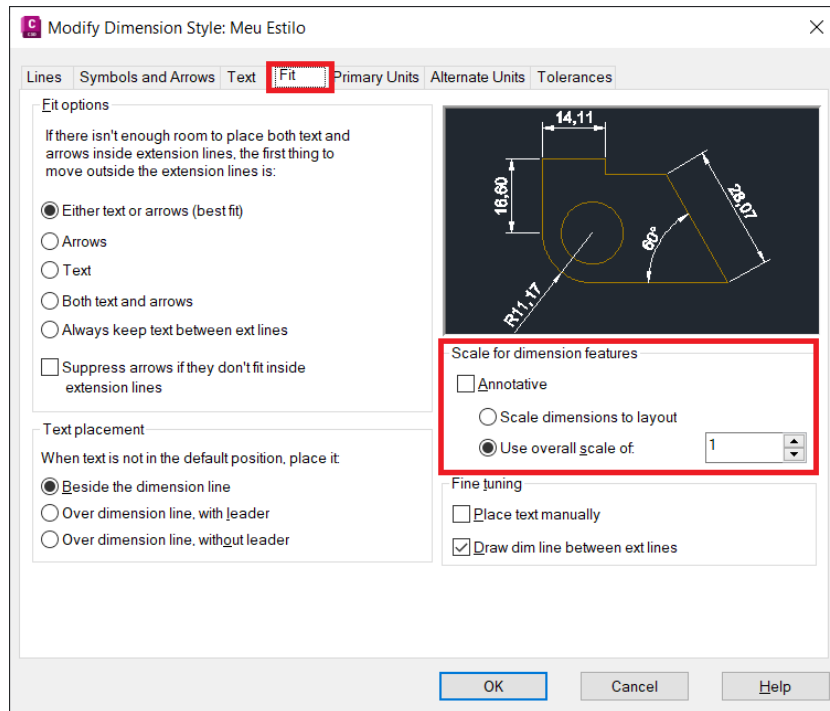 Modify Dimension Style: Meu Estilo
Lines Symbols and Arrows Text Fit Primary Units Alternate Units Tolerances
Fit options
If there isn't enough room to place both text and
arrows inside extension lines, the first thing to
move outside the extension lines is:
Either text or arrows (best fit)
Arrows
Text
Both text and arrows
Always keep text between ext lines
Suppress arrows if they don't fit inside
extension lines
Text placement
When text is not in the default position, place it:
Beside the dimension line
Over dimension line, with leader
Over dimension line, without leader
14,11
16,60
28,07
60°
R11,17
Scale for dimension features
Annotative
Scale dimensions to layout
Use overall scale of: 1
Fine tuning
Place text manually
Draw dim line between ext lines
OK Cancel Help